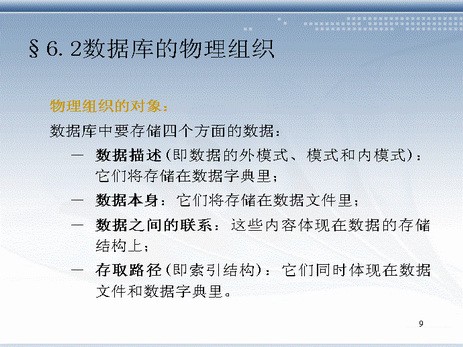 §6.2数据库的物理组织
物理组织的对象：
数据库中要存储四个方面的数据：
— 数据描述(即数据的外模式、模式和内模式)：
它们将存储在数据字典里；
— 数据本身：它们将存储在数据文件里；
— 数据之间的联系：这些内容体现在数据的存储
结构上；
— 存取路径(即索引结构)：它们同时体现在数据
文件和数据字典里。
9